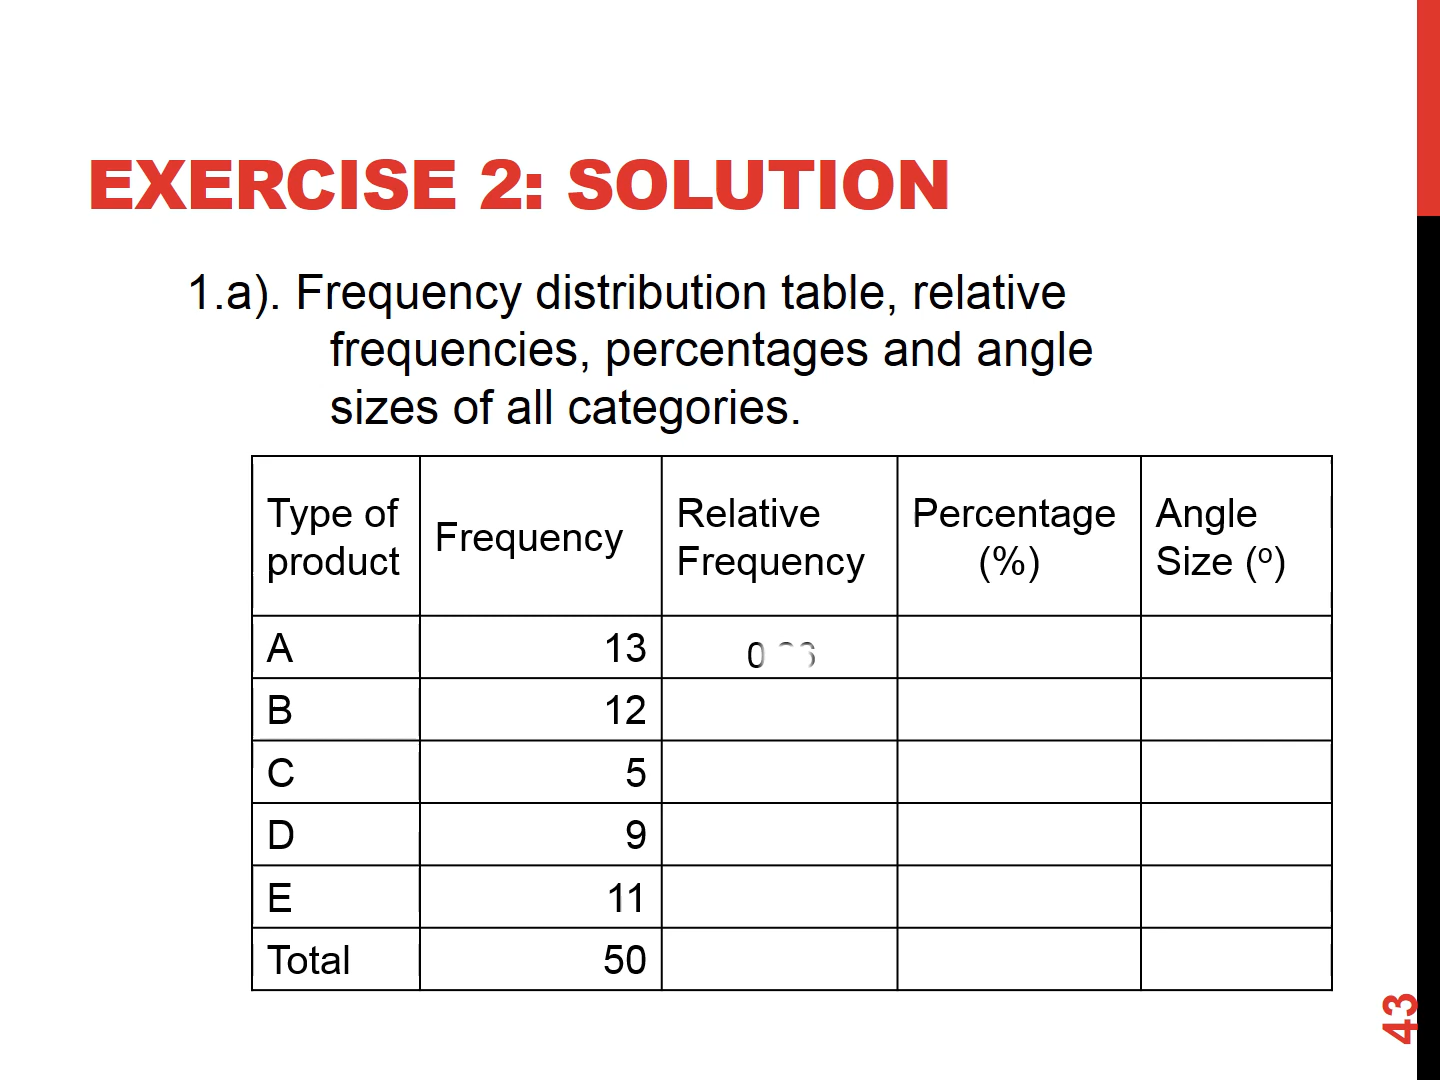 EXERCISE 2: SOLUTION
1.a). Frequency distribution table, relative
frequencies, percentages and angle
sizes of all categories.
Type of product Frequency Relative Frequency Percentage (%) Angle Size (º)
A 13
B 12
C 5
D 9
E 11
Total 50
43